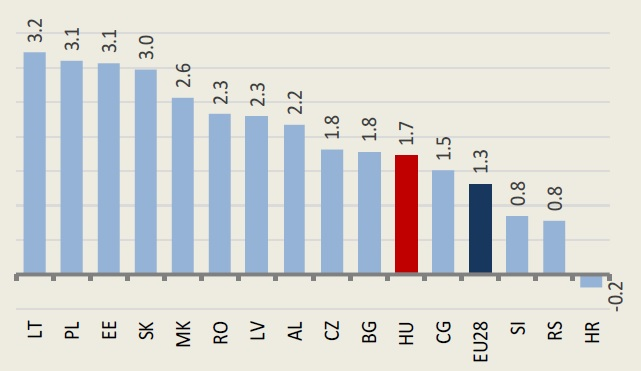 3.2
3.1
3.1
3.0
2.6
2.3
2.3
2.2
1.8
1.8
1.7
1.5
1.3
0.8
0.8
-0.2
LT
PL
EE
SK
MK
RO
LV
AL
CZ
BG
HU
CG
EU28
SI
RS
HR